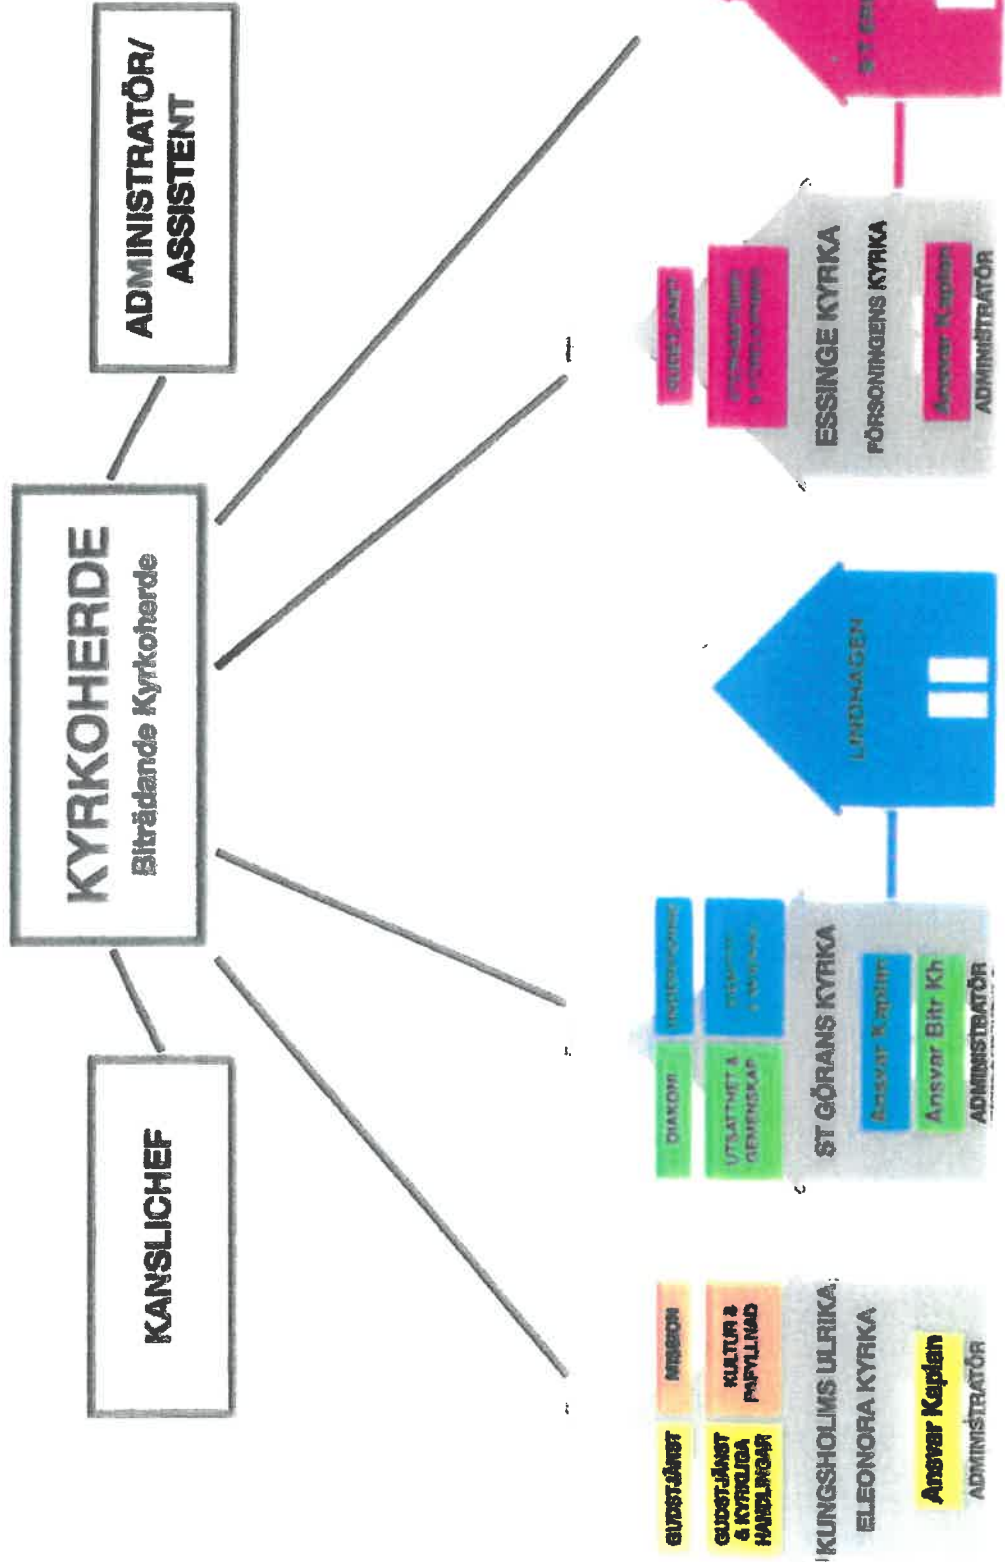 KANSLICHEF
KYRKOHERDE
Biträdande Kyrkoherde
ADMINISTRATÖR/
ASSISTENT
GUDSTJÄNST
MISSION
GUDSTJÄNST
& KYRKLIGA
HANDLINGAR
KULTUR &
PÅFYLLNAD
KUNGSHOLMS ULRIKA
ELEONORA KYRKA
Ansvar Kaplan
ADMINISTRATÖR
DIAKONI
UTSATTHET &
GEMENSKAP
ST GÖRANS KYRKA
Ansvar Kaplan
Ansvar Bitr Kh
ADMINISTRATÖR
LINDHAGEN
ESSINGE KYRKA
FÖRSONINGENS KYRKA
Ansvar Kaplan
ADMINISTRATÖR